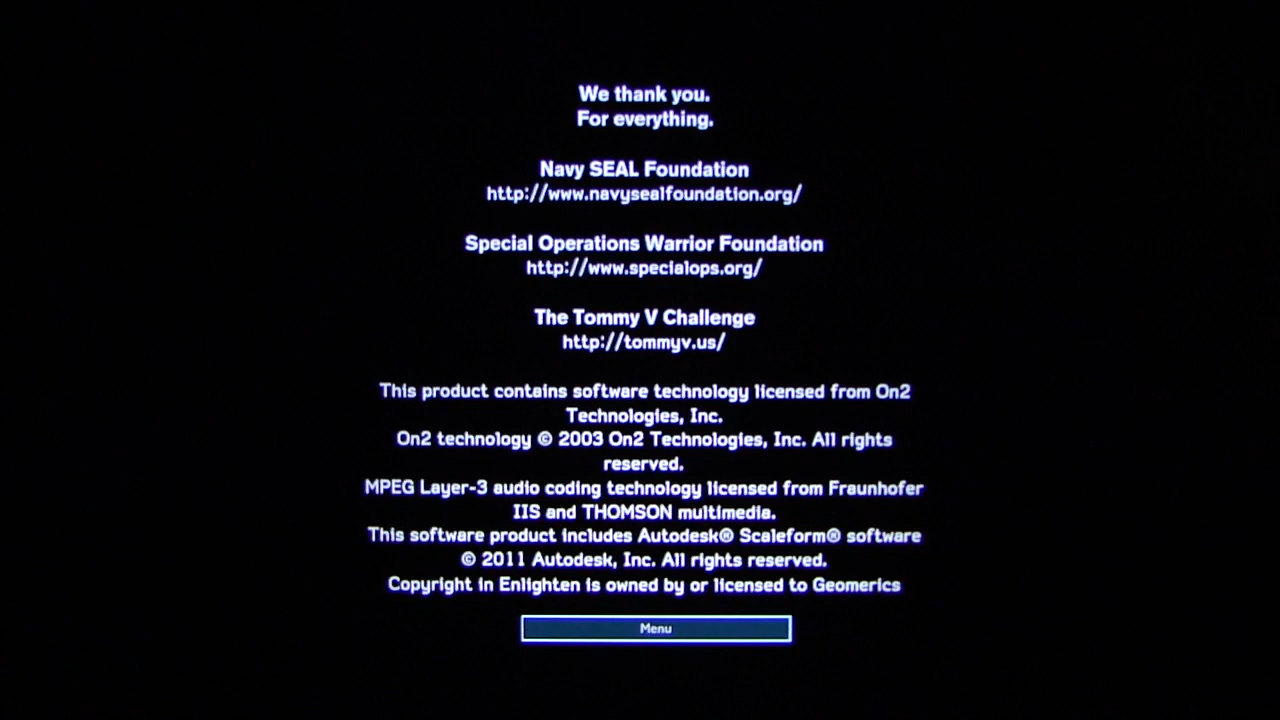 We thank you.
For everything.
Navy SEAL Foundation
http://www.navysealfoundation.org/
Special Operations Warrior Foundation
http://www.specialops.org/
The Tommy V Challenge
http://tommyv.us/
This product contains software technology licensed from On2
Technologies, Inc.
On2 technology © 2003 On2 Technologies, Inc. All rights
reserved.
MPEG Layer-3 audio coding technology licensed from Fraunhofer
IIS and THOMSON multimedia.
This software product includes Autodesk® Scaleform® software
© 2011 Autodesk, Inc. All rights reserved.
Copyright in Enlighten is owned by or licensed to Geomerics
Menu